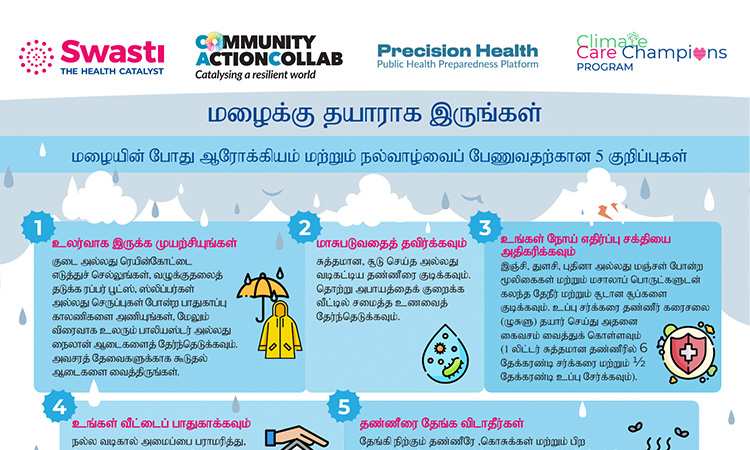 Swasti
THE HEALTH CATALYST
COMMUNITY
ACTIONCOLLAB
Catalysing a resilient world
Precision Health
Public Health Preparedness Platform
Climate
Care Champions
PROGRAM
மழைக்கு தயாராக இருங்கள்
மழையின் போது ஆரோக்கியம் மற்றும் நல்வாழ்வைப் பேணுவதற்கான 5 குறிப்புகள்
1
உலர்வாக இருக்க முயற்சியுங்கள்
குடை அல்லது ரெயின்கோட்டை
எடுத்துச் செல்லுங்கள், வழுக்குதலைத்
தடுக்க ரப்பர் பூட்ஸ், ஸ்லிப்பர்கள்
அல்லது செருப்புகள் போன்ற பாதுகாப்பு
காலணிகளை அணியுங்கள், மேலும்
விரைவாக உலரும் பாலியஸ்டர் அல்லது
நைலான் ஆடைகளைத் தேர்ந்தெடுக்கவும்.
அவசரத் தேவைகளுக்காக கூடுதல்
ஆடைகளை வைத்திருங்கள்.
2
மாசுபடுவதைத் தவிர்க்கவும்
சுத்தமான, சூடு செய்த அல்லது
வடிகட்டிய தண்ணீரை குடிக்கவும்.
தொற்று அபாயத்தைக் குறைக்க
வீட்டில் சமைத்த உணவைத்
தேர்ந்தெடுக்கவும்.
3
உங்கள் நோய் எதிர்ப்பு சக்தியை
அதிகரிக்கவும்
இஞ்சி, துளசி, புதினா அல்லது மஞ்சள் போன்ற
மூலிகைகள் மற்றும் மசாலாப் பொருட்களுடன்
கலந்த தேநீர் மற்றும் சூடான சூப்களை
குடிக்கவும். உப்பு சர்க்கரை தண்ணீர் கரைசலை
(ழுசுளு) தயார் செய்து அதனை
கைவசம் வைத்துக் கொள்ளவும்
(1 லிட்டர் சுத்தமான தண்ணீரில் 6
தேக்கரண்டி சர்க்கரை மற்றும் ½
தேக்கரண்டி உப்பு சேர்க்கவும்).
4
உங்கள் வீட்டைப் பாதுகாக்கவும்
நல்ல வடிகால் அமைப்பை பராமரித்து,
5
தண்ணீரை தேங்க விடாதீர்கள்
தேங்கி நிற்கும் தண்ணீரே ,கொசுக்கள் மற்றும் பிற